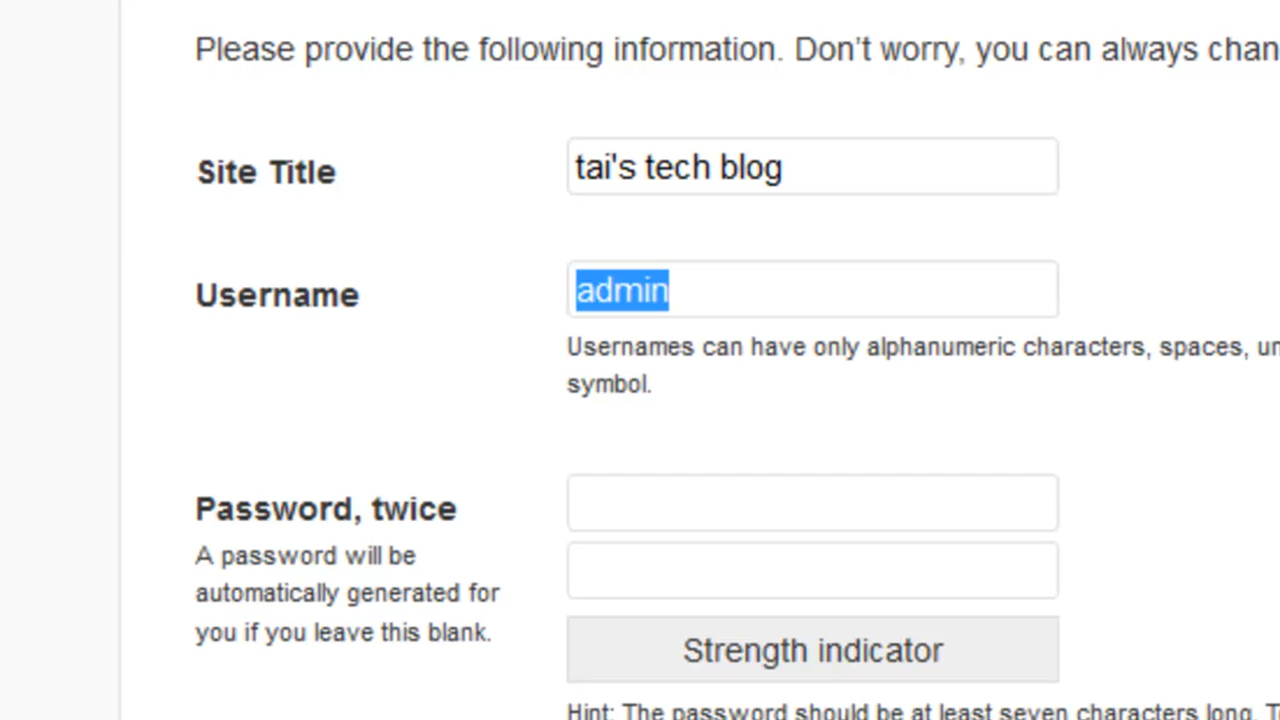 Please provide the following information. Don't worry, you can always chan
Site Title
tai's tech blog
Username
admin
Usernames can have only alphanumeric characters, spaces, un
symbol.
Password, twice
A password will be
automatically generated for
you if you leave this blank.
Strength indicator
Hint: The password should be at least seven characters long. T